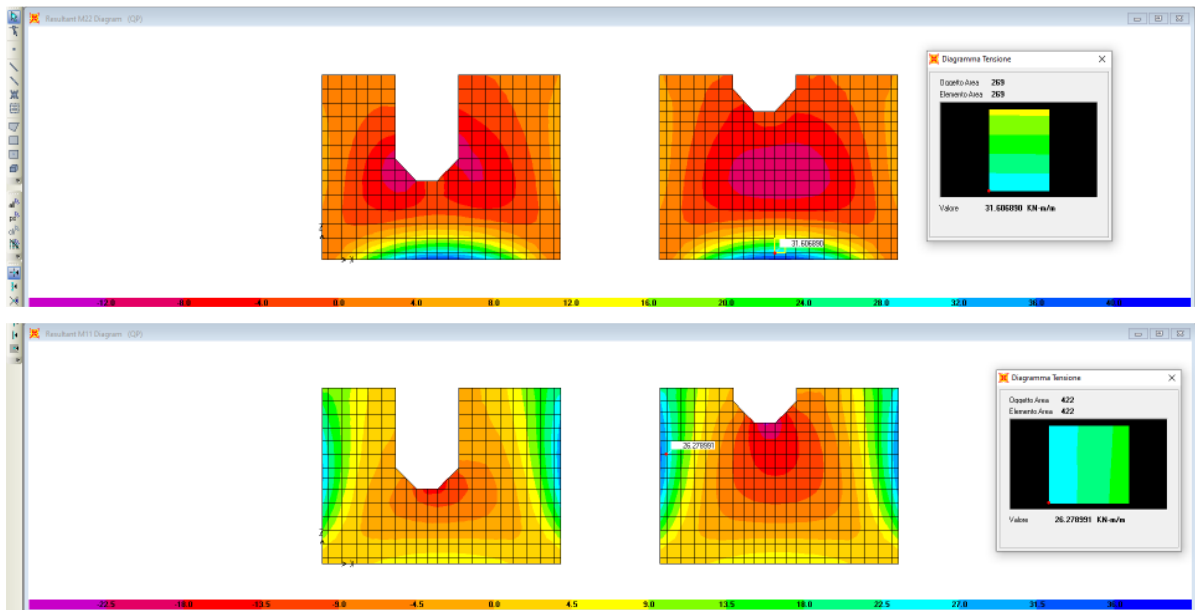 Resultant M22 Diagram (QP)
Diagramma Tensione
Oggetto Area 269
Elemento Area 269
31.606890
Valore 31.606890 KN-m/m
Z
X
-12.0 -8.0 -4.0 0.0 4.0 8.0 12.0 16.0 20.0 24.0 28.0 32.0 36.0 40.0
Resultant M11 Diagram (QP)
Diagramma Tensione
Oggetto Area 422
Elemento Area 422
26.278991
Valore 26.278991 KN-m/m
Z
X
-22.5 -18.0 -13.5 -9.0 -4.5 0.0 4.5 9.0 13.5 18.0 22.5 27.0 31.5 36.0